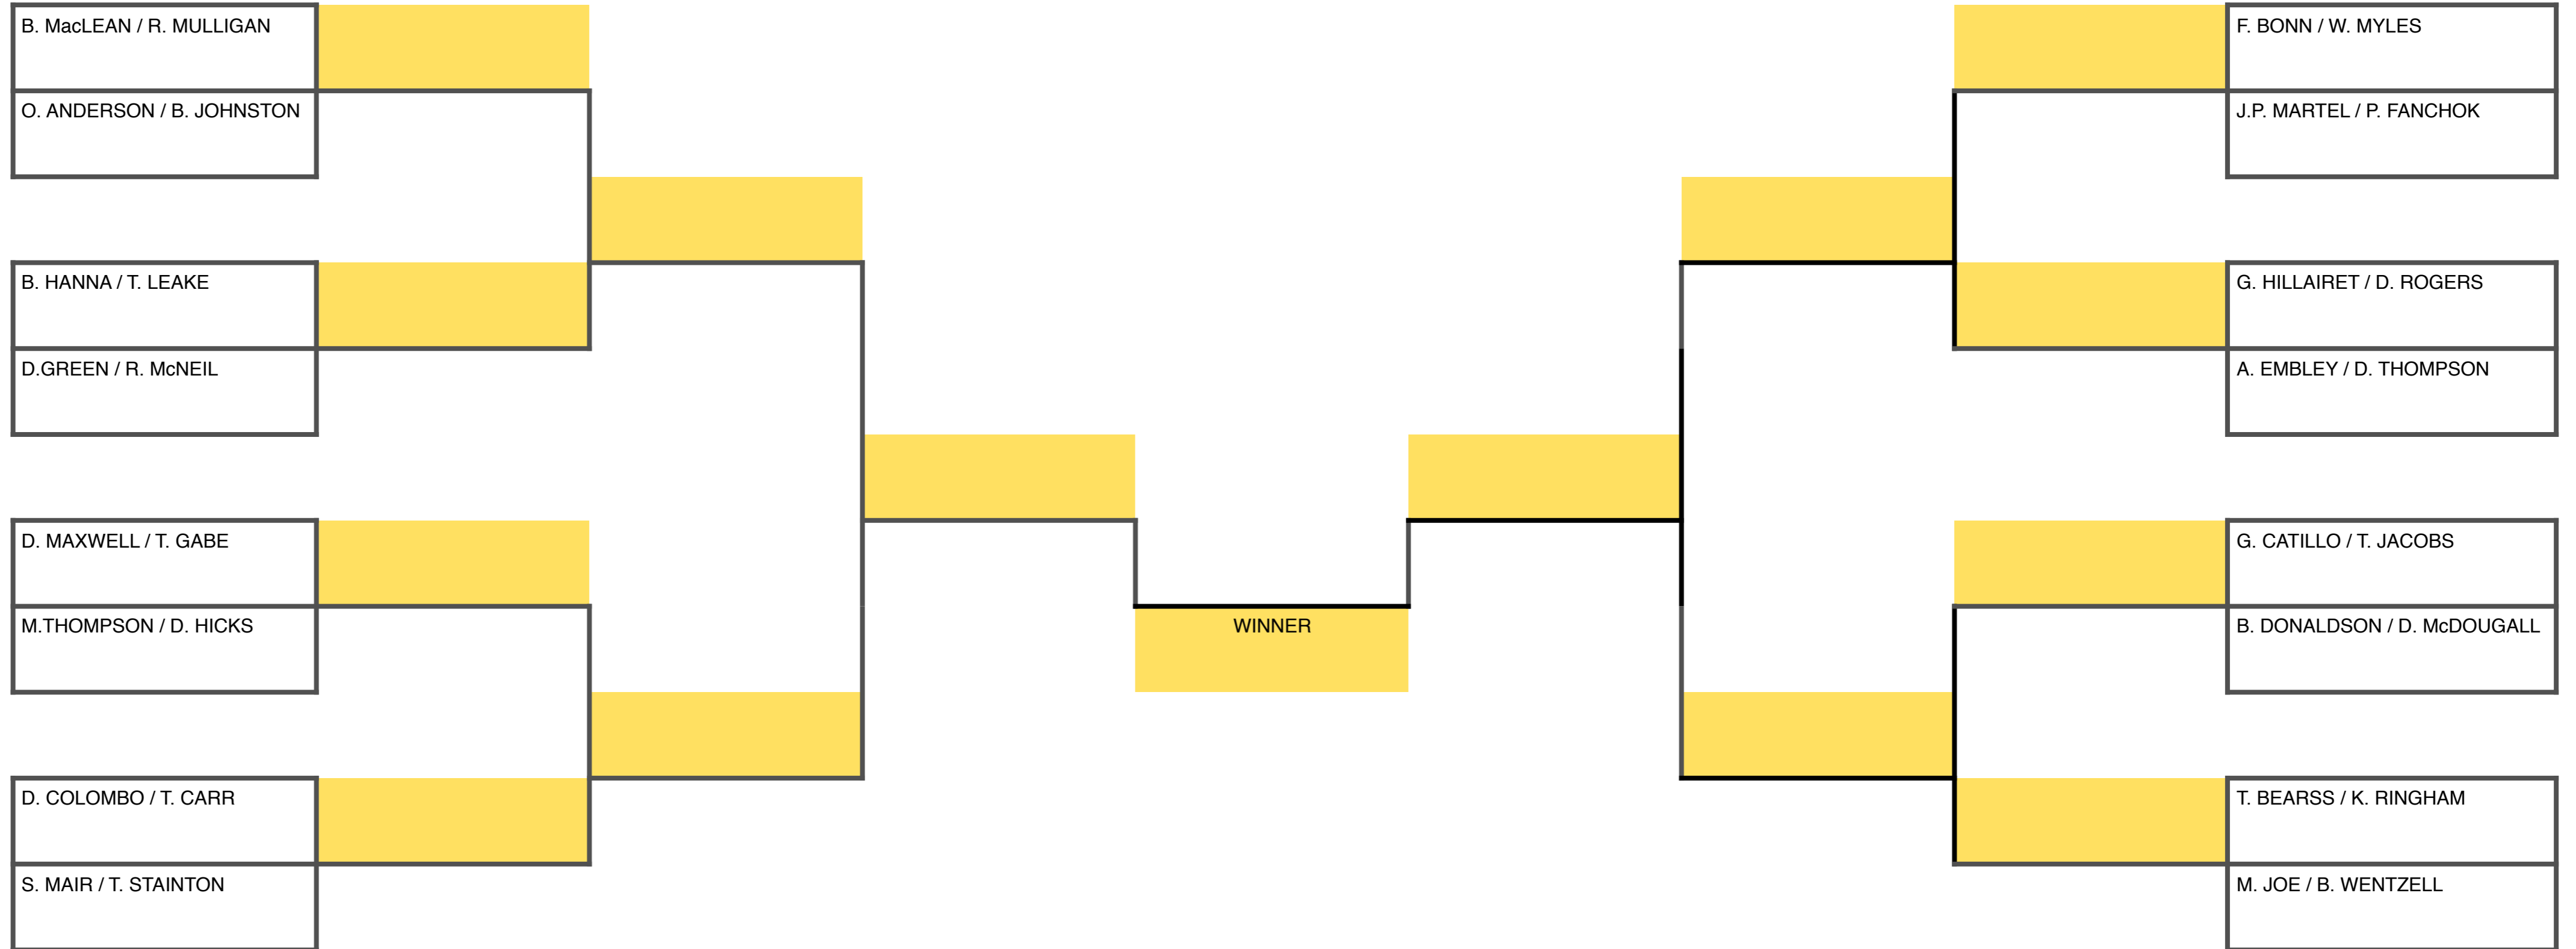 B. MacLEAN / R. MULLIGAN
O. ANDERSON / B. JOHNSTON
B. HANNA / T. LEAKE
D.GREEN / R. McNEIL
D. MAXWELL / T. GABE
M.THOMPSON / D. HICKS
D. COLOMBO / T. CARR
S. MAIR / T. STAINTON
WINNER
F. BONN / W. MYLES
J.P. MARTEL / P. FANCHOK
G. HILLAIRET / D. ROGERS
A. EMBLEY / D. THOMPSON
G. CATILLO / T. JACOBS
B. DONALDSON / D. McDOUGALL
T. BEARSS / K. RINGHAM
M. JOE / B. WENTZELL